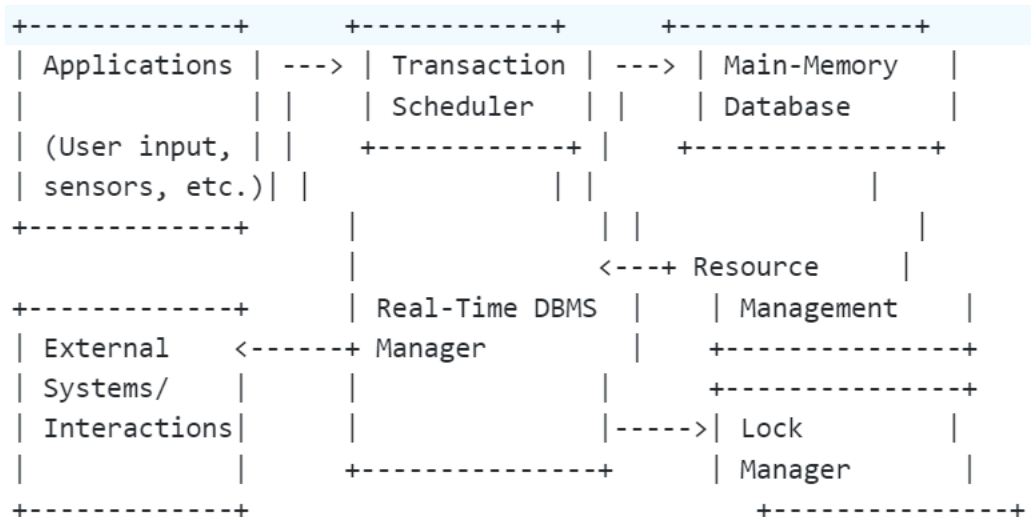 +-------------+       +------------+       +---------------+
| Applications | ---> | Transaction | ---> | Main-Memory   |
|              | |    | Scheduler   | |    | Database      |
| (User input, | |    +------------+ |    +---------------+
| sensors, etc.)| |               | |                 |
+-------------+       |               | |                 |
                      |               <---+ Resource     |
+-------------+       | Real-Time DBMS  |    | Management    |
| External    <------+ Manager         |    +---------------+
| Systems/    |      |               |      +---------------+
| Interactions|      |               |----->| Lock         |
|             |      +---------------+      | Manager       |
+-------------+                                +---------------+